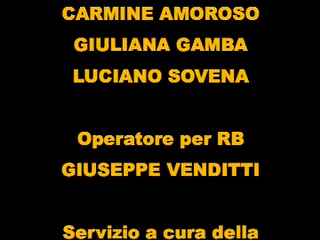 CARMINE AMOROSO
GIULIANA GAMBA
LUCIANO SOVENA
Operatore per RB
GIUSEPPE VENDITTI
Servizio a cura della